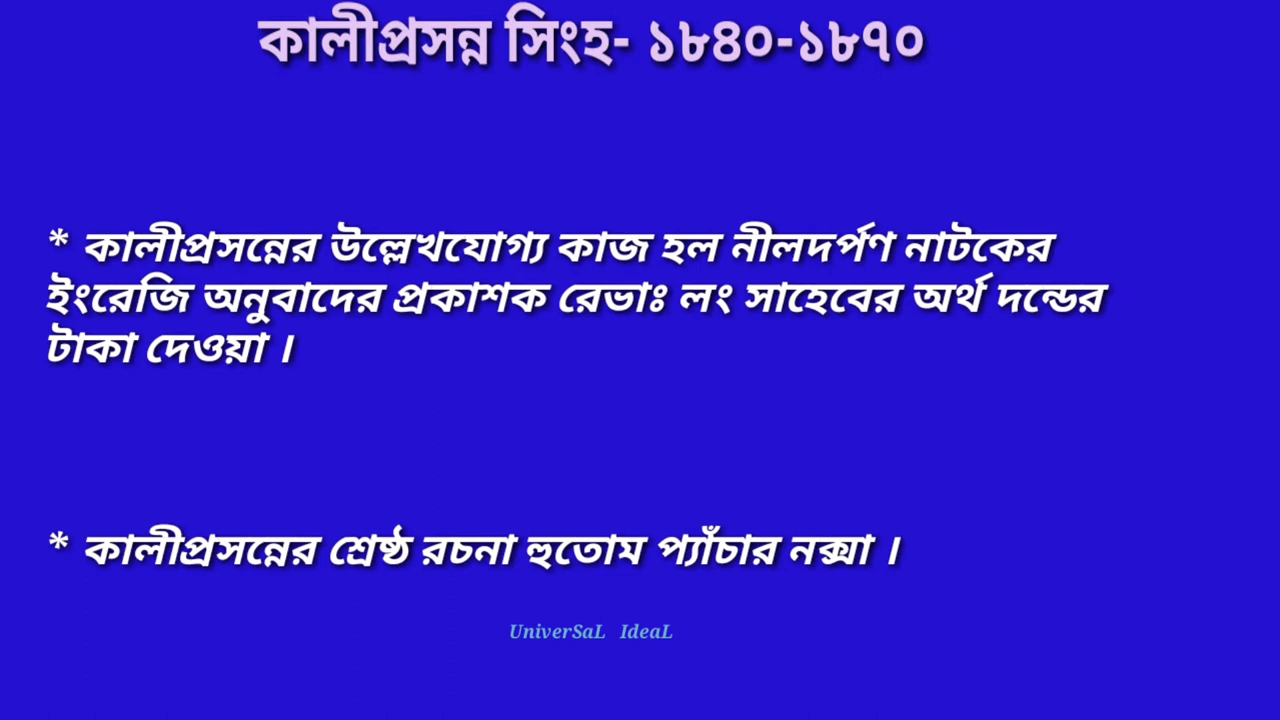 কালীপ্রসন্ন সিংহ- ১৮৪০-১৮৭০
* কালীপ্রসন্নের উল্লেখযোগ্য কাজ হল নীলদর্পণ নাটকের
ইংরেজি অনুবাদের প্রকাশক রেভাঃ লং সাহেবের অর্থ দন্ডের
টাকা দেওয়া ।
* কালীপ্রসন্নের শ্রেষ্ঠ রচনা হুতোম প্যাঁচার নক্সা ।
UniverSaL IdeaL